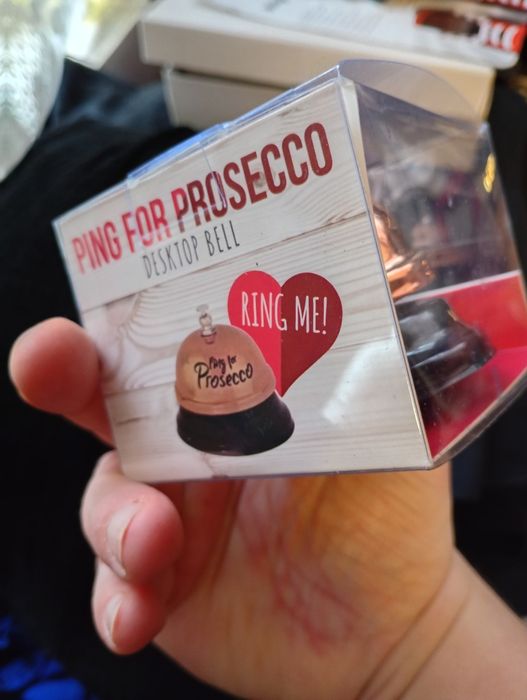 PING FOR PROSECCO
DESKTOP BELL
RING ME!
Ping for
Prosecco